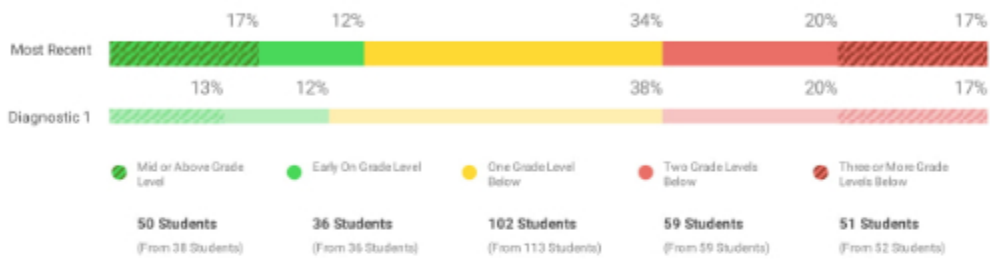 17% 12% 34% 20% 17%
Most Recent
13% 12% 38% 20% 17%
Diagnostic 1
Mid or Above Grade Level
Early On Grade Level
One Grade Level Below
Two Grade Levels Below
Three or More Grade Levels Below
50 Students
(From 38 Students)
36 Students
(From 36 Students)
102 Students
(From 113 Students)
59 Students
(From 59 Students)
51 Students
(From 52 Students)